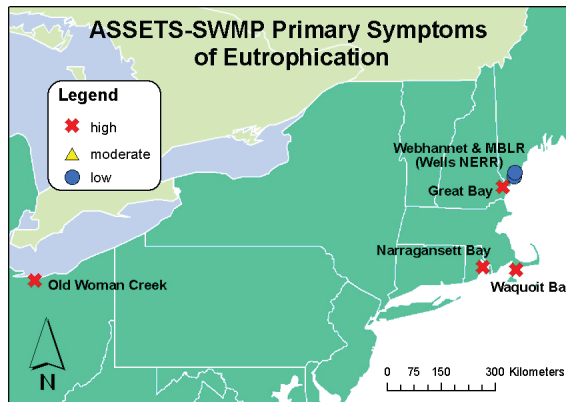 ASSETS-SWMP Primary Symptoms
of Eutrophication
Legend
high
moderate
low
Webhannet & MBLR
(Wells NERR)
Great Bay
Narragansett Bay
Waquoit Ba
Old Woman Creek
N
0 75 150 300 Kilometers